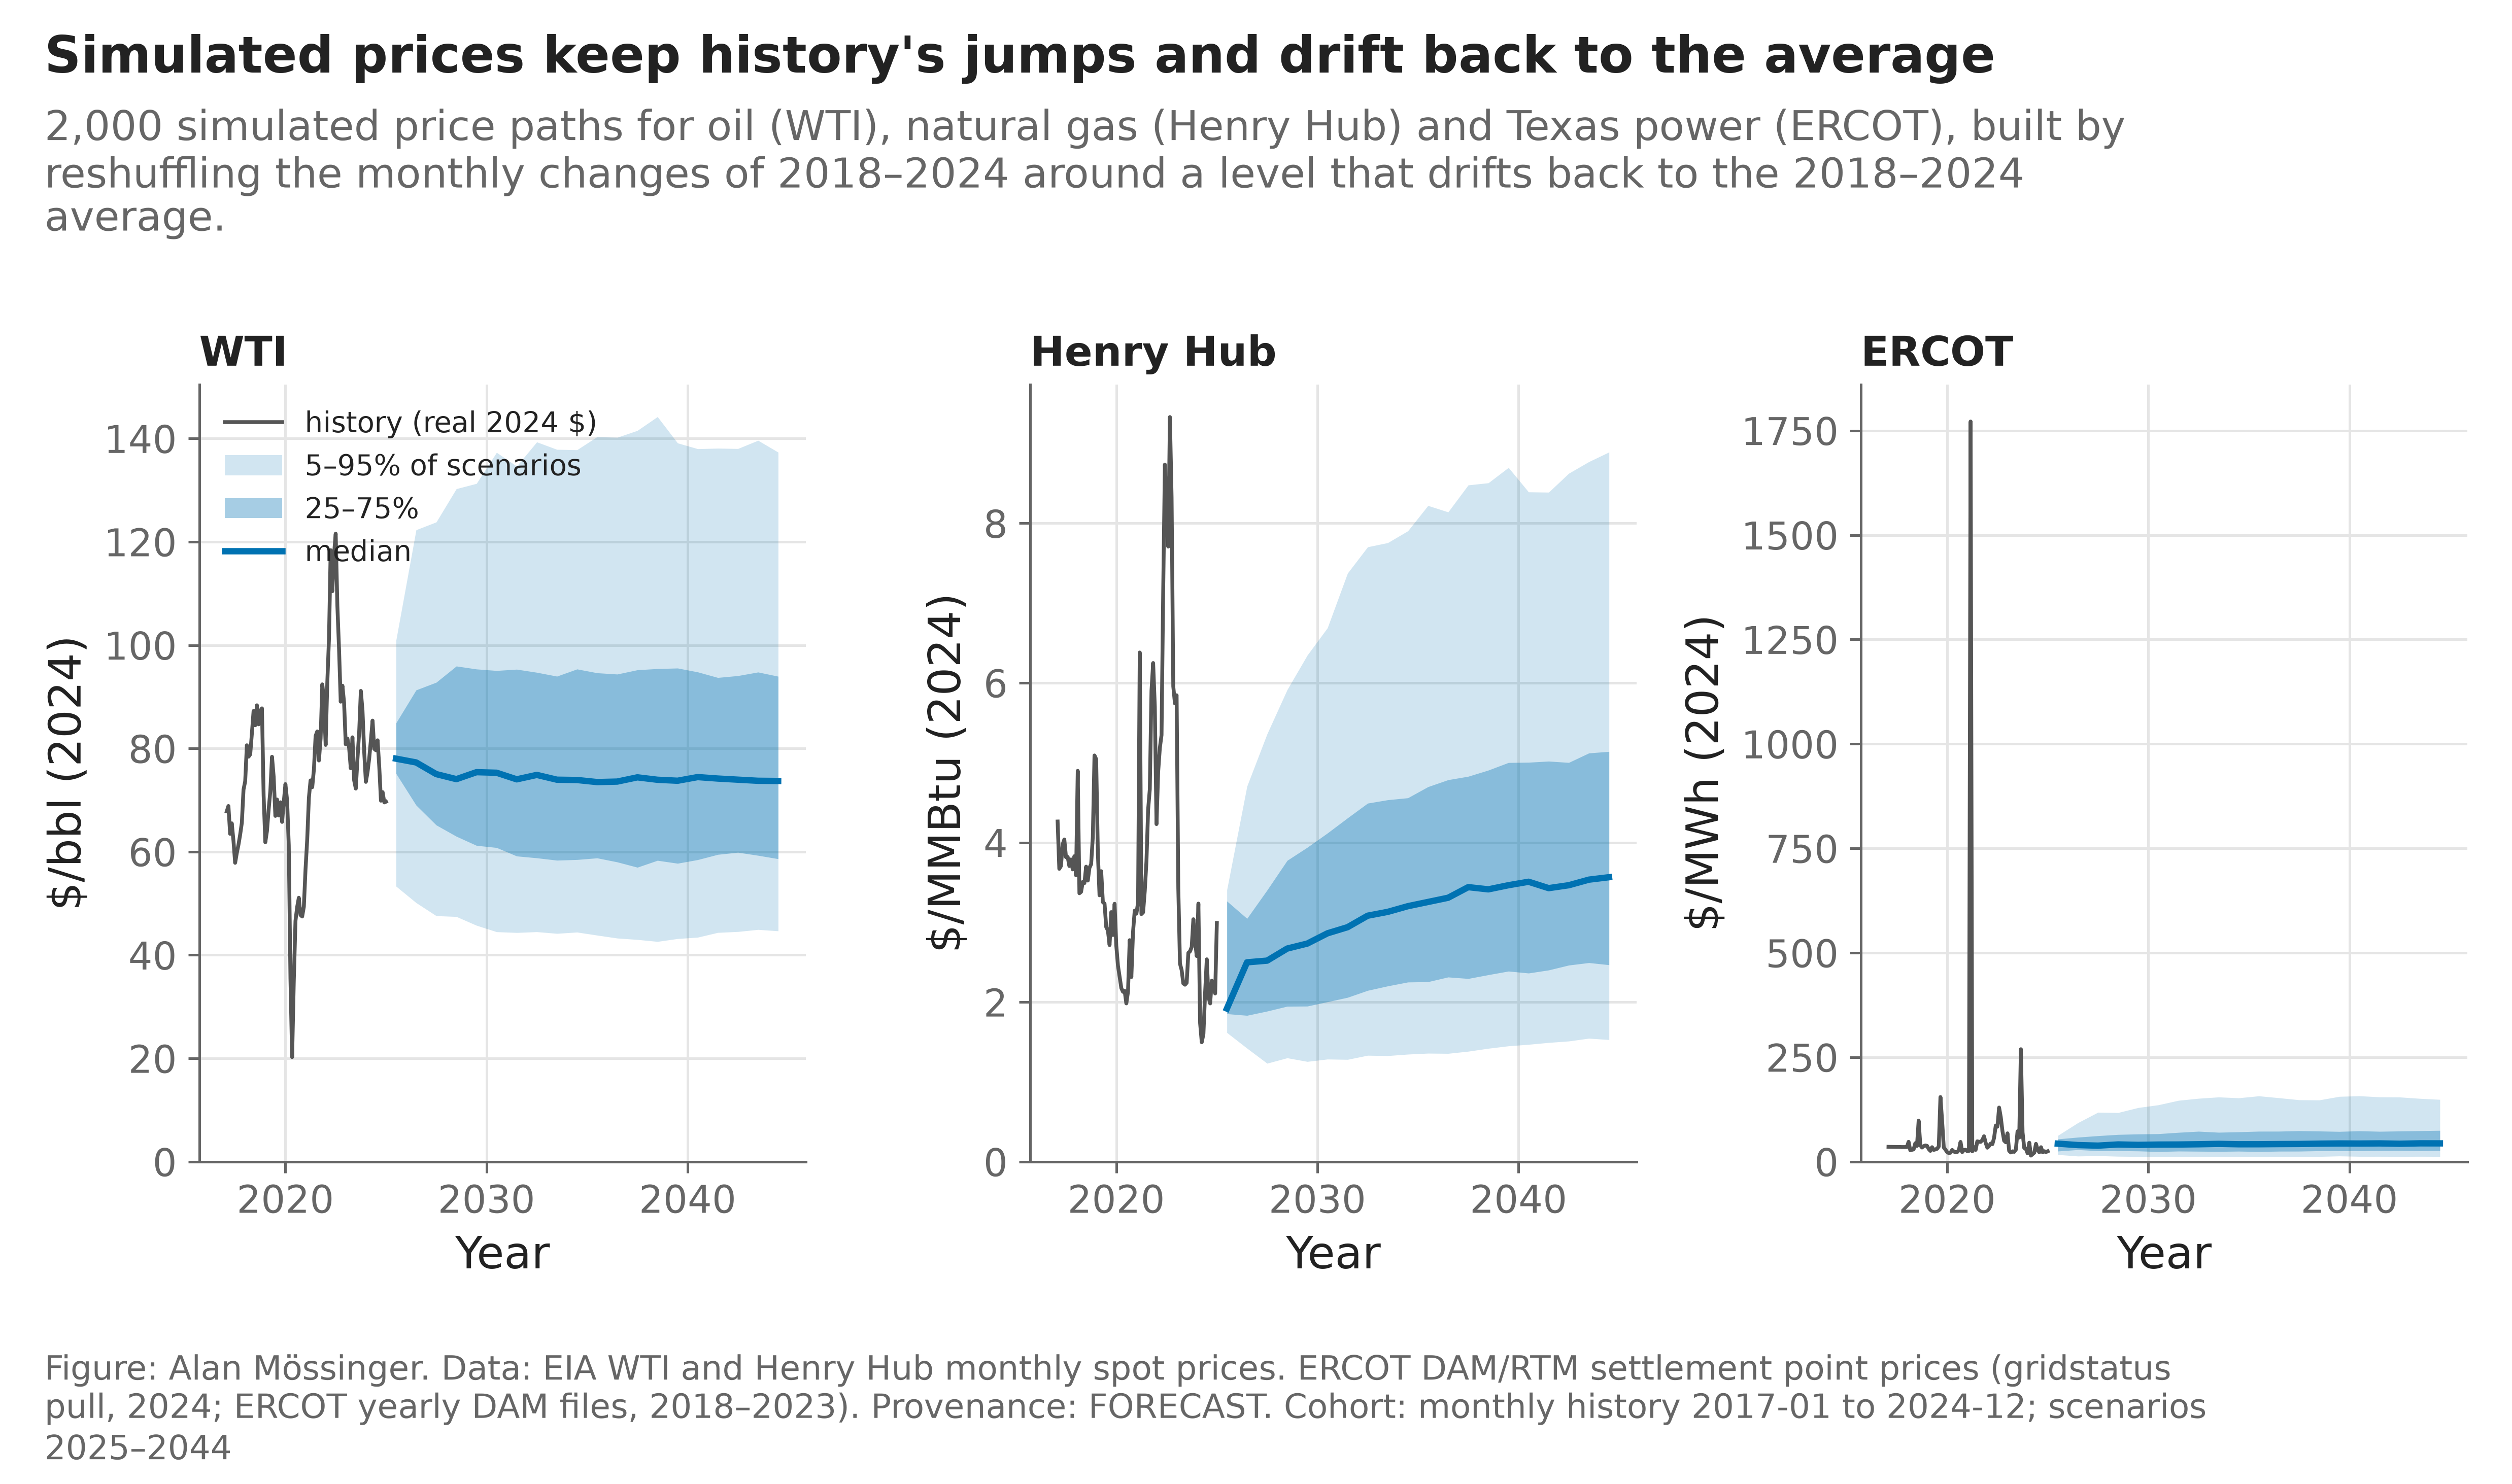 Simulated prices keep history's jumps and drift back to the average
2,000 simulated price paths for oil (WTI), natural gas (Henry Hub) and Texas power (ERCOT), built by
reshuffling the monthly changes of 2018–2024 around a level that drifts back to the 2018–2024
average.
WTI
history (real 2024 $)
5–95% of scenarios
25–75%
median
$/bbl (2024)
140
120
100
80
60
40
20
0
2020
2030
2040
Year
Henry Hub
$/MMBtu (2024)
8
6
4
2
0
2020
2030
2040
Year
ERCOT
$/MWh (2024)
1750
1500
1250
1000
750
500
250
0
2020
2030
2040
Year
Figure: Alan Mössinger. Data: EIA WTI and Henry Hub monthly spot prices. ERCOT DAM/RTM settlement point prices (gridstatus
pull, 2024; ERCOT yearly DAM files, 2018–2023). Provenance: FORECAST. Cohort: monthly history 2017-01 to 2024-12; scenarios
2025–2044